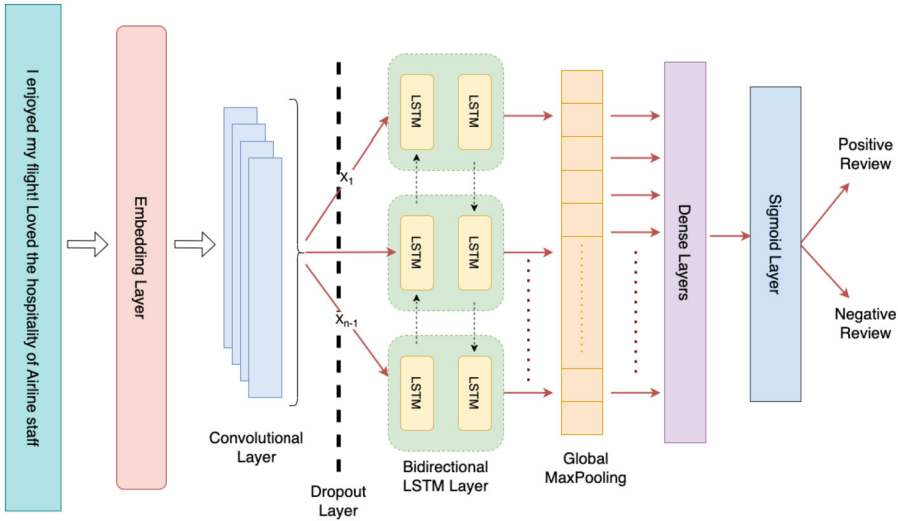 I enjoyed my flight! Loved the hospitality of Airline staff
Embedding Layer
Convolutional
Layer
X1
Xn-1
Dropout
Layer
LSTM
LSTM
LSTM
LSTM
LSTM
LSTM
Bidirectional
LSTM Layer
Global
MaxPooling
Dense Layers
Sigmoid Layer
Positive
Review
Negative
Review